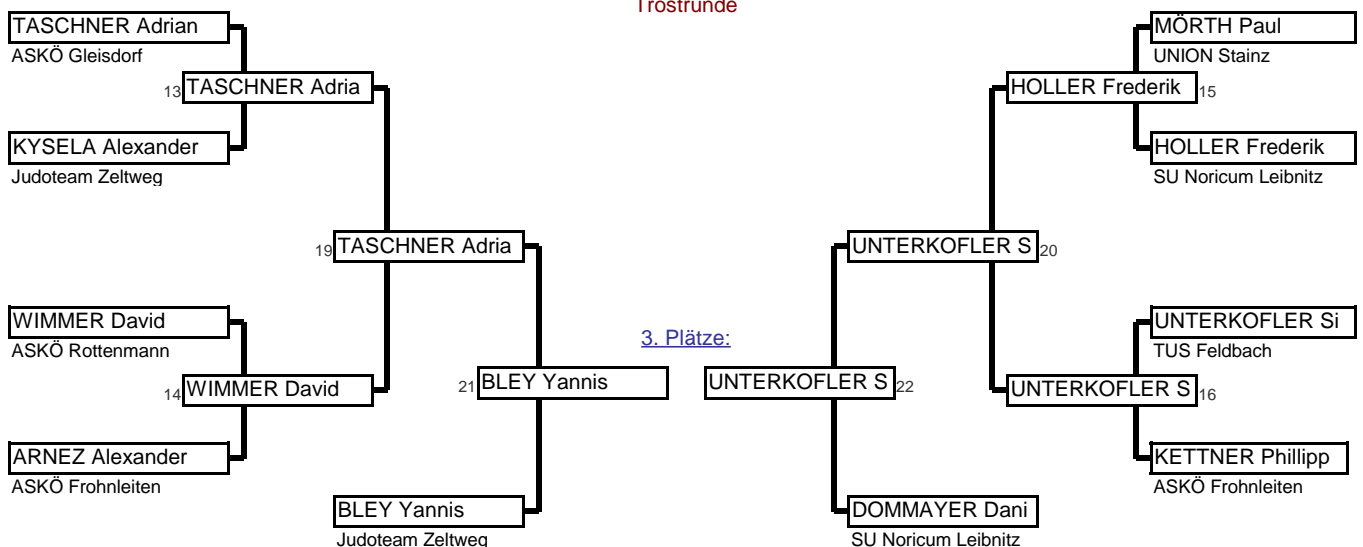 Trostrunde
TASCHNER Adrian
ASKÖ Gleisdorf
13 TASCHNER Adria
KYSELA Alexander
Judoteam Zeltweg
19 TASCHNER Adria
WIMMER David
ASKÖ Rottenmann
14 WIMMER David
ARNEZ Alexander
ASKÖ Frohnleiten
21 BLEY Yannis
BLEY Yannis
Judoteam Zeltweg
3. Plätze:
MÖRTH Paul
UNION Stainz
HOLLER Frederik 15
HOLLER Frederik
SU Noricum Leibnitz
UNTERKOFLER S 20
UNTERKOFLER Si
TUS Feldbach
UNTERKOFLER S 16
KETTNER Phillipp
ASKÖ Frohnleiten
UNTERKOFLER S 22
DOMMAYER Dani
SU Noricum Leibnitz